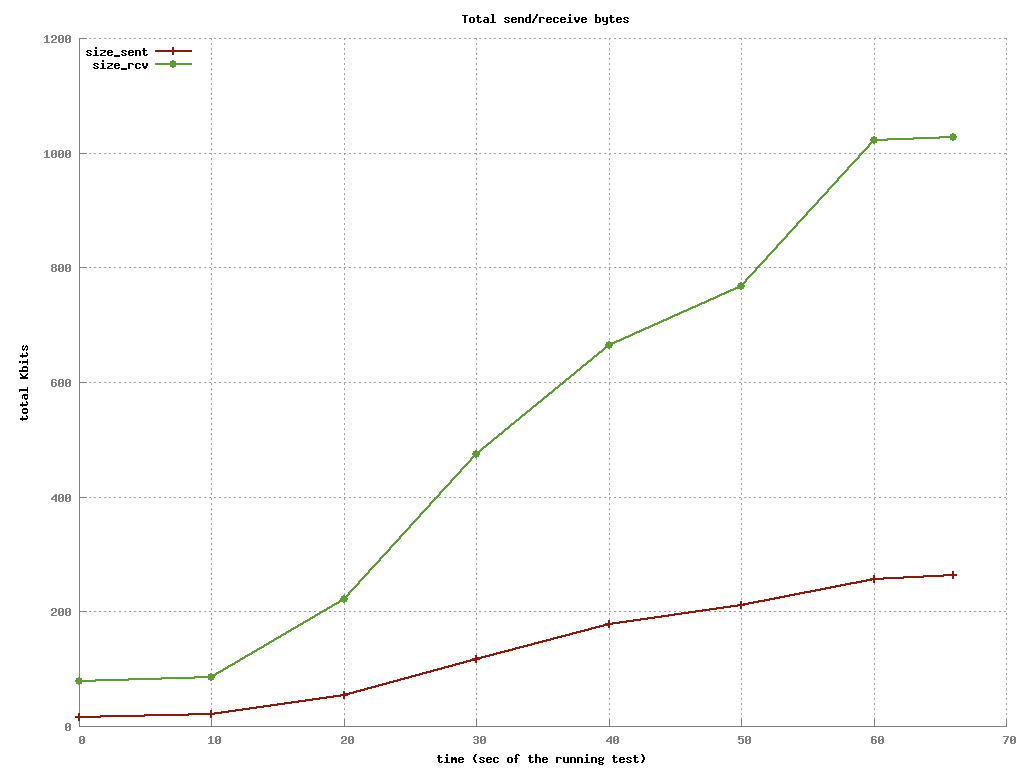 Total send/receive bytes
1200
size_sent
size_rcv
1000
800
600
400
200
0
total Kbits
0 10 20 30 40 50 60 70
time (sec of the running test)